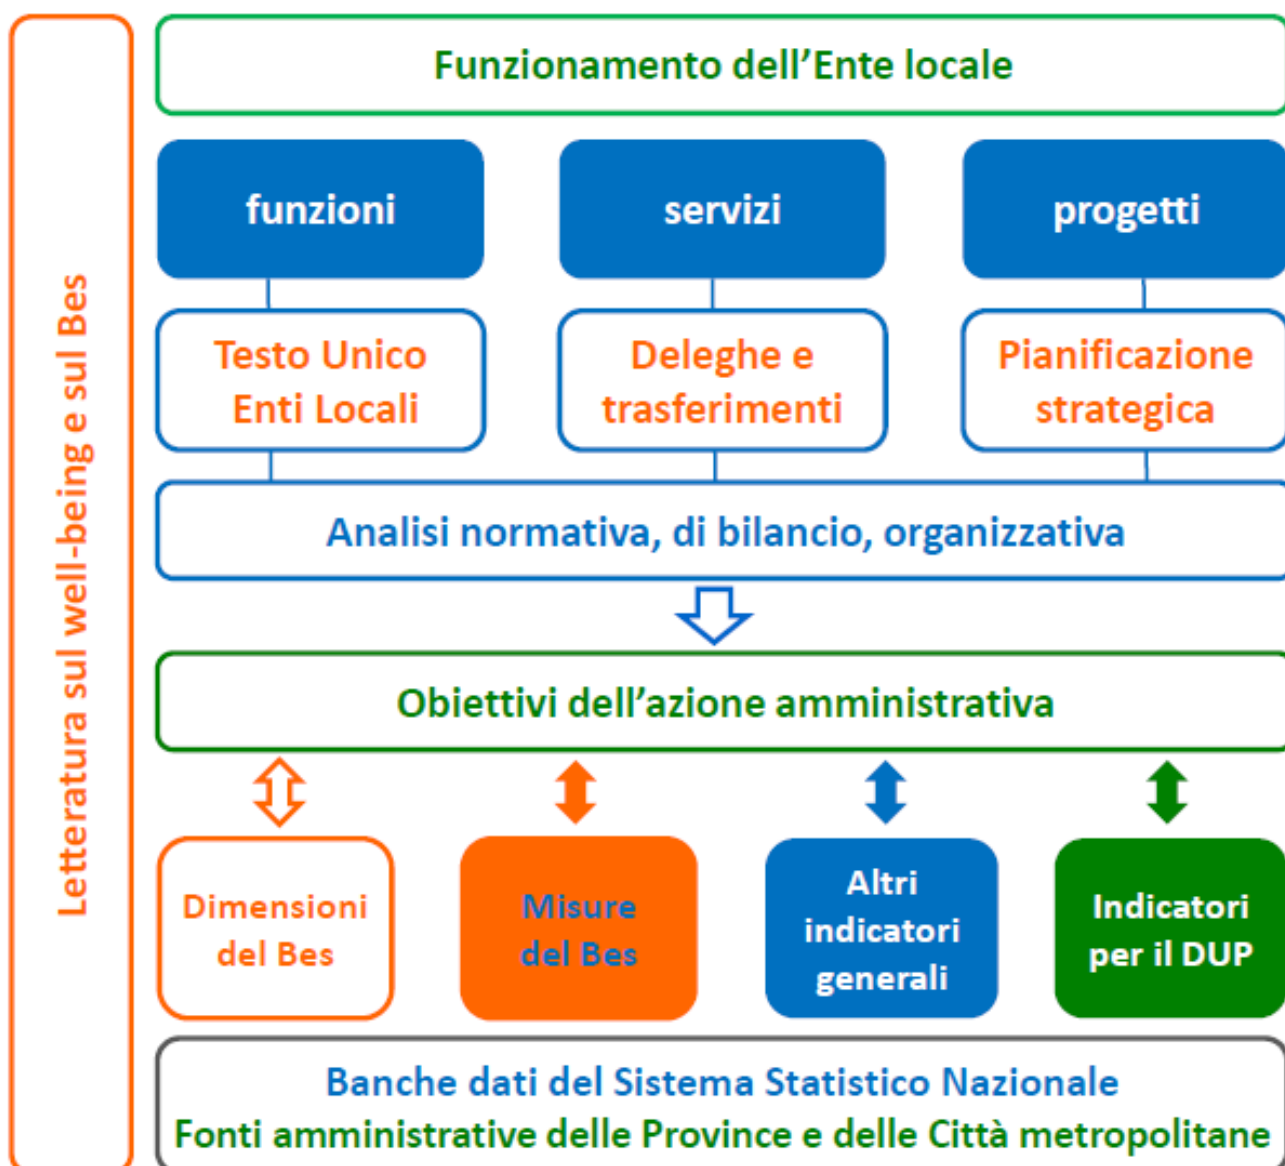 Letteratura sul well-being e sul Bes
Funzionamento dell'Ente locale
funzioni
servizi
progetti
Testo Unico
Enti Locali
Deleghe e
trasferimenti
Pianificazione
strategica
Analisi normativa, di bilancio, organizzativa
Obiettivi dell'azione amministrativa
Dimensioni
del Bes
Misure
del Bes
Altri
indicatori
generali
Indicatori
per il DUP
Banche dati del Sistema Statistico Nazionale
Fonti amministrative delle Province e delle Città metropolitane